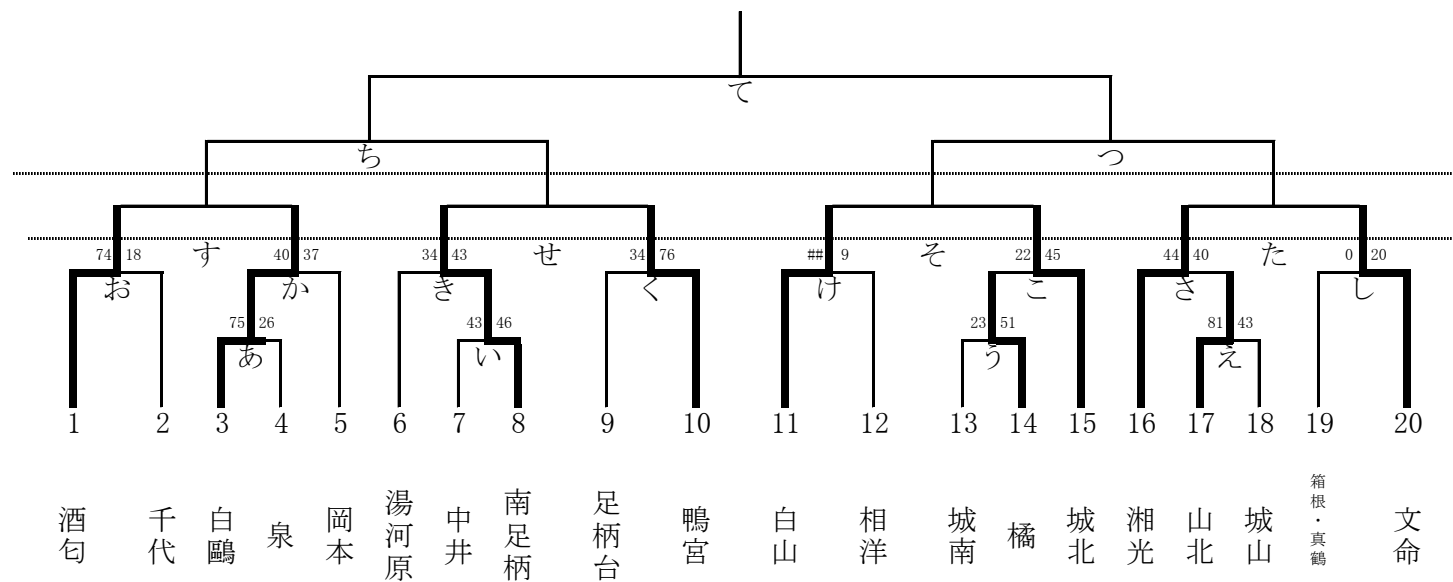 て
ち つ
74 18 す 40 37 34 43 せ 34 76 ## 9 そ 22 45 44 40 た 0 20
お か き く け こ さ し
75 26 43 46 23 51 81 43
あ い う え
1 2 3 4 5 6 7 8 9 10 11 12 13 14 15 16 17 18 19 20
酒匂
千代
白鷗
泉
岡本
湯河原
中井
南足柄
足柄台
鴨宮
白山
相洋
城南
橘
城北
湘光
山北
城山
箱根・真鶴
文命